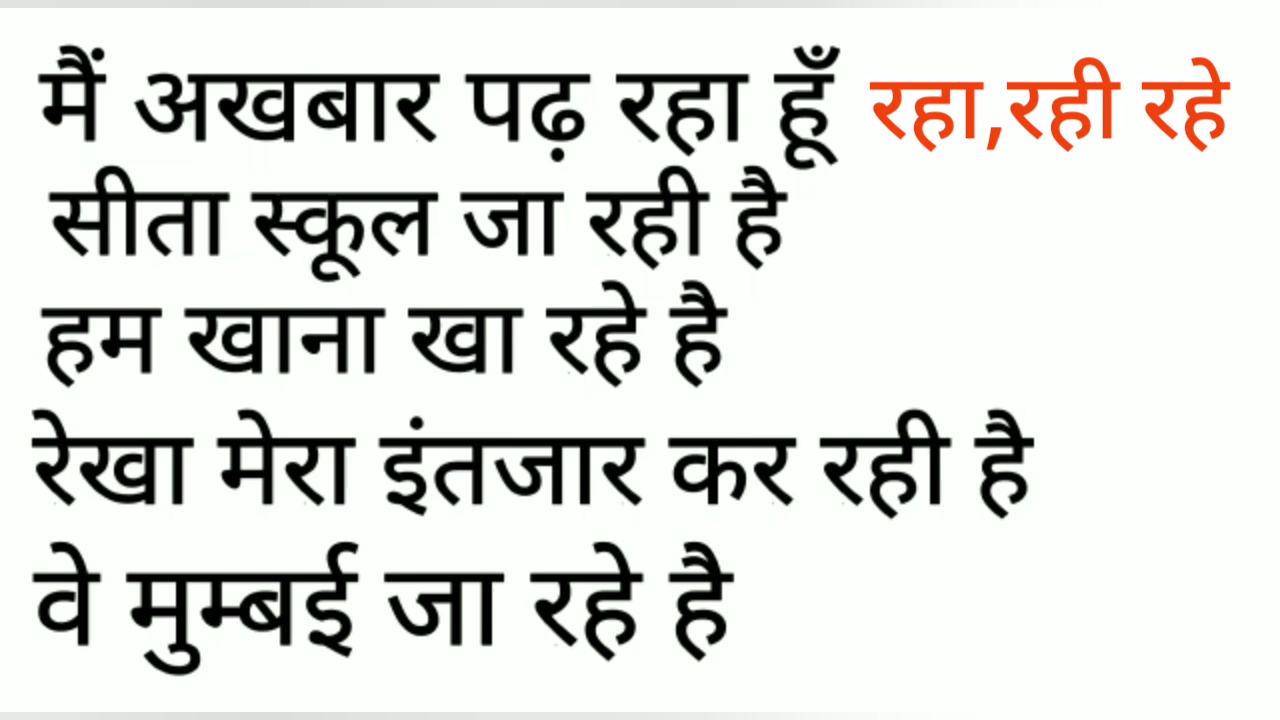 मैं अखबार पढ़ रहा हूँ रहा,रही रहे
सीता स्कूल जा रही है
हम खाना खा रहे है
रेखा मेरा इंतजार कर रही है
वे मुम्बई जा रहे है